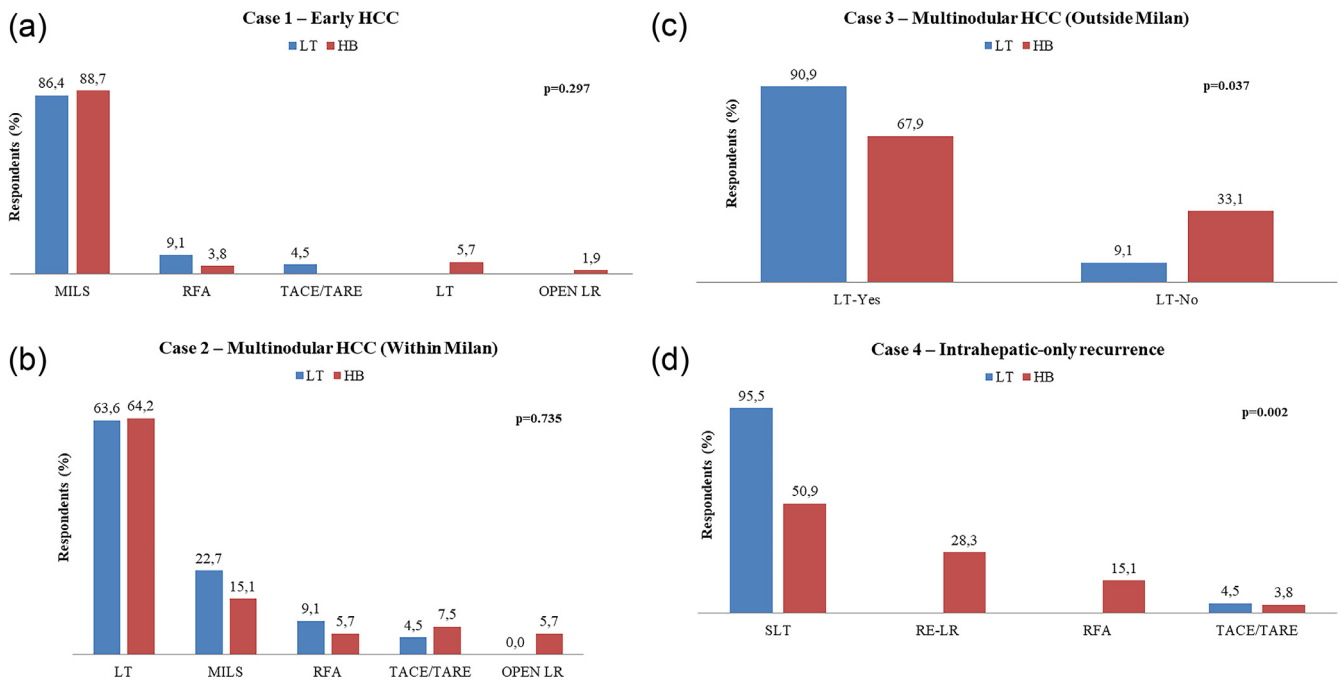 (a)
Case 1 – Early HCC
LT HB
p=0.297
Respondents (%)
86,4 88,7
9,1 3,8
4,5
5,7
1,9
MILS RFA TACE/TARE LT OPEN LR
(b)
Case 2 – Multinodular HCC (Within Milan)
LT HB
p=0.735
Respondents (%)
63,6 64,2
22,7 15,1
9,1 5,7
4,5 7,5
0,0 5,7
LT MILS RFA TACE/TARE OPEN LR
(c)
Case 3 – Multinodular HCC (Outside Milan)
LT HB
p=0.037
Respondents (%)
90,9 67,9
9,1 33,1
LT-Yes LT-No
(d)
Case 4 – Intrahepatic-only recurrence
LT HB
p=0.002
Respondents (%)
95,5 50,9
28,3
15,1
4,5 3,8
SLT RE-LR RFA TACE/TARE